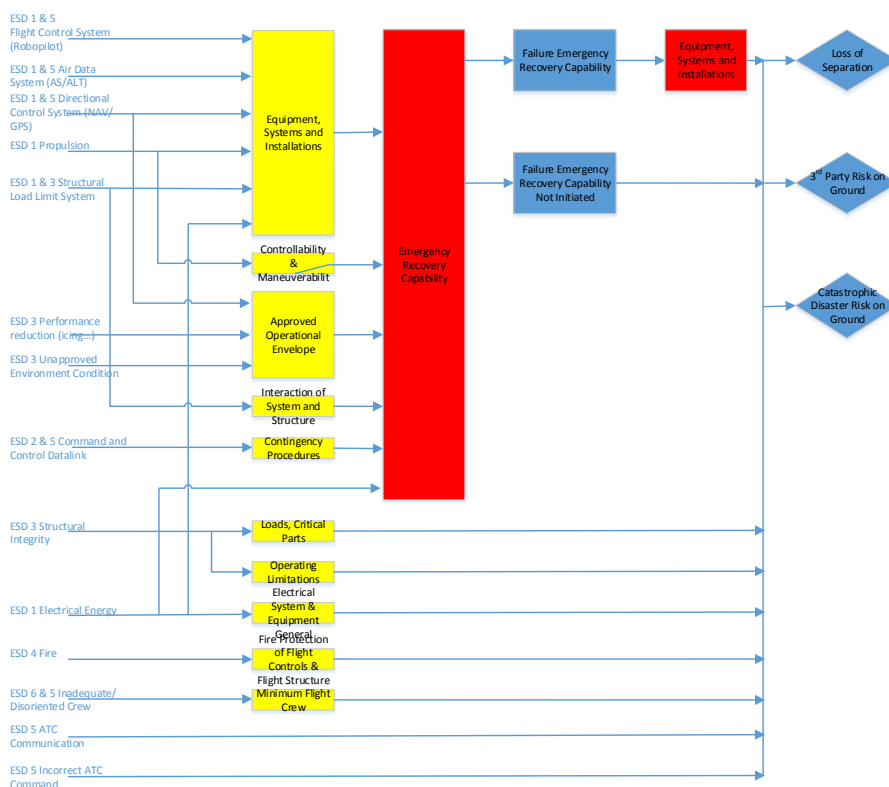 ESD 1 & 5
Flight Control System
(Robopilot)
ESD 1 & 5 Air Data
System (AS/ALT)
ESD 1 & 5 Directional
Control System (NAV/
GPS)
ESD 1 Propulsion
ESD 1 & 3 Structural
Load Limit System
ESD 3 Performance
reduction (icing...)
ESD 3 Unapproved
Environment Condition
ESD 2 & 5 Command and
Control Datalink
ESD 3 Structural
Integrity
ESD 1 Electrical Energy
ESD 4 Fire
ESD 6 & 5 Inadequate/
Disoriented Crew
ESD 5 ATC
Communication
ESD 5 Incorrect ATC
Command
Equipment,
Systems and
Installations
Controllability
&
Maneuverabilit
Approved
Operational
Envelope
Interaction of
System and
Structure
Contingency
Procedures
Loads, Critical
Parts
Operating
Limitations
Electrical
System &
Equipment
General
Fire Protection
of Flight
Controls &
Flight Structure
Minimum Flight
Crew
Emergency
Recovery
Capability
Failure Emergency
Recovery Capability
Failure Emergency
Recovery Capability
Not Initiated
Equipment,
Systems and
Installations
Loss of
Separation
3rd Party Risk on
Ground
Catastrophic
Disaster Risk on
Ground